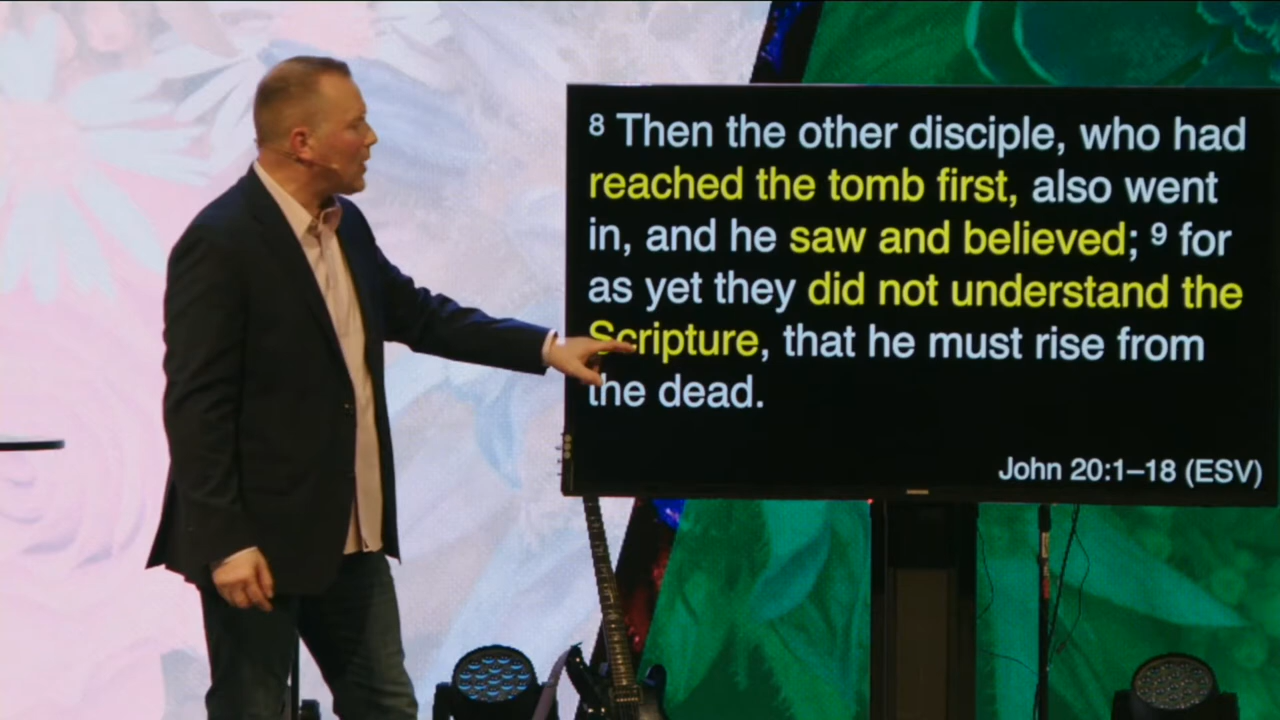 8 Then the other disciple, who had
reached the tomb first, also went
in, and he saw and believed; 9 for
as yet they did not understand the
Scripture, that he must rise from
the dead.
John 20:1–18 (ESV)